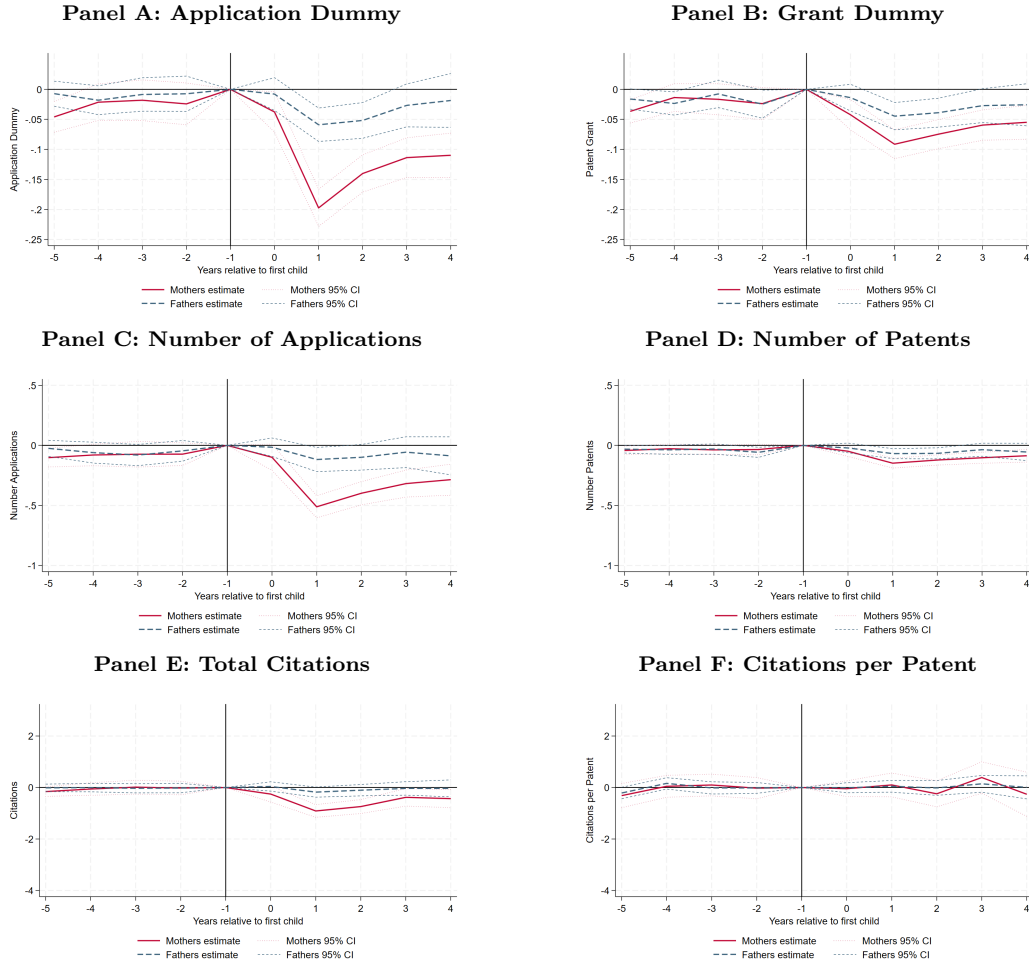 Panel A: Application Dummy
Application Dummy
0
-.05
-.1
-.15
-.2
-.25
-5 -4 -3 -2 -1 0 1 2 3 4
Years relative to first child
Mothers estimate Mothers 95% CI
Fathers estimate Fathers 95% CI
Panel B: Grant Dummy
Patent Grant
0
-.05
-.1
-.15
-.2
-.25
-5 -4 -3 -2 -1 0 1 2 3 4
Years relative to first child
Mothers estimate Mothers 95% CI
Fathers estimate Fathers 95% CI
Panel C: Number of Applications
Number Applications
.5
0
-.5
-1
-5 -4 -3 -2 -1 0 1 2 3 4
Years relative to first child
Mothers estimate Mothers 95% CI
Fathers estimate Fathers 95% CI
Panel D: Number of Patents
Number Patents
.5
0
-.5
-1
-5 -4 -3 -2 -1 0 1 2 3 4
Years relative to first child
Mothers estimate Mothers 95% CI
Fathers estimate Fathers 95% CI
Panel E: Total Citations
Citations
2
0
-2
-4
-5 -4 -3 -2 -1 0 1 2 3 4
Years relative to first child
Mothers estimate Mothers 95% CI
Fathers estimate Fathers 95% CI
Panel F: Citations per Patent
Citations per Patent
2
0
-2
-4
-5 -4 -3 -2 -1 0 1 2 3 4
Years relative to first child
Mothers estimate Mothers 95% CI
Fathers estimate Fathers 95% CI